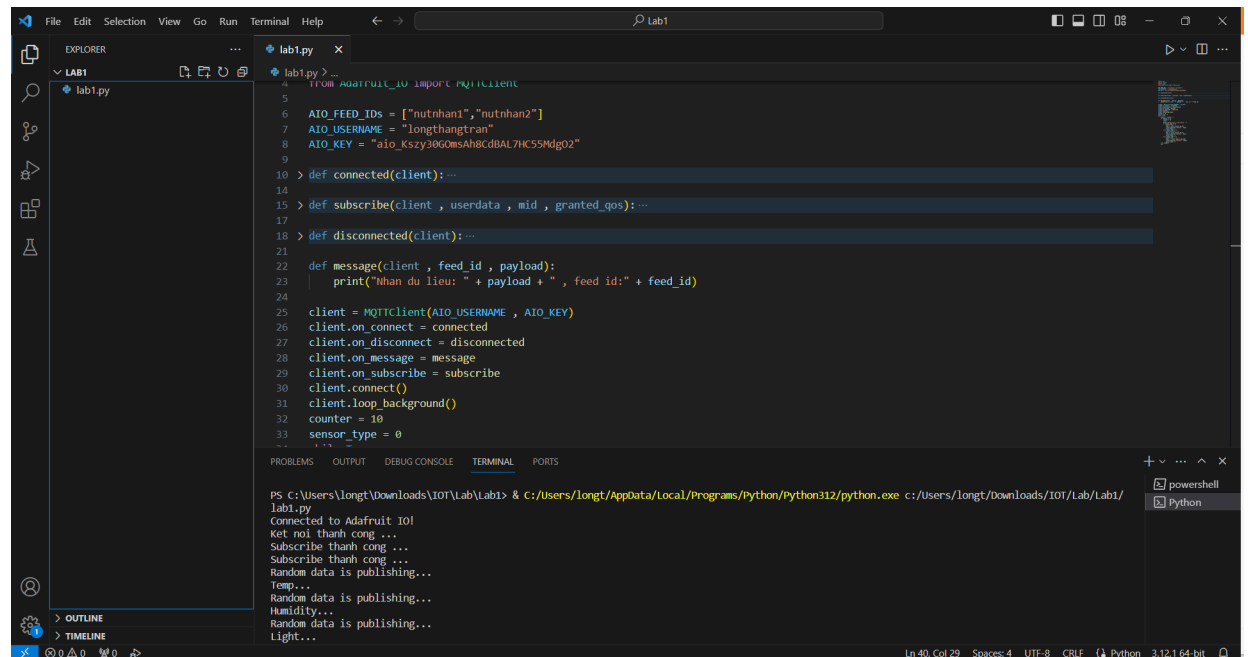 File Edit Selection View Go Run Terminal Help
Lab1
EXPLORER
lab1.py
LAB1
lab1.py
lab1.py > ...
4 from Adafruit_IO import MQTTClient
5
6 AIO_FEED_IDs = ["nutnhan1","nutnhan2"]
7 AIO_USERNAME = "longthangtran"
8 AIO_KEY = "aio_Kszy30GOmsAh8CdBAL7HC55MdgO2"
9
10 def connected(client):...
14
15 def subscribe(client , userdata , mid , granted_qos):...
17
18 def disconnected(client):...
21
22 def message(client , feed_id , payload):
23 print("Nhan du lieu: " + payload + " , feed id:" + feed_id)
24
25 client = MQTTClient(AIO_USERNAME , AIO_KEY)
26 client.on_connect = connected
27 client.on_disconnect = disconnected
28 client.on_message = message
29 client.on_subscribe = subscribe
30 client.connect()
31 client.loop_background()
32 counter = 10
33 sensor_type = 0
PROBLEMS OUTPUT DEBUG CONSOLE TERMINAL PORTS
PS C:\Users\longt\Downloads\IOT\Lab\Lab1> & C:/Users/longt/AppData/Local/Programs/Python/Python312/python.exe c:/Users/longt/Downloads/IOT/Lab/Lab1/
lab1.py
Connected to Adafruit IO!
Ket noi thanh cong ...
Subscribe thanh cong ...
Subscribe thanh cong ...
Random data is publishing...
Temp...
Random data is publishing...
Humidity...
Random data is publishing...
Light...
powershell
Python
OUTLINE
TIMELINE
1
0 0 0 Ln 40, Col 29 Spaces: 4 UTF-8 CRLF Python 3.12.1 64-bit